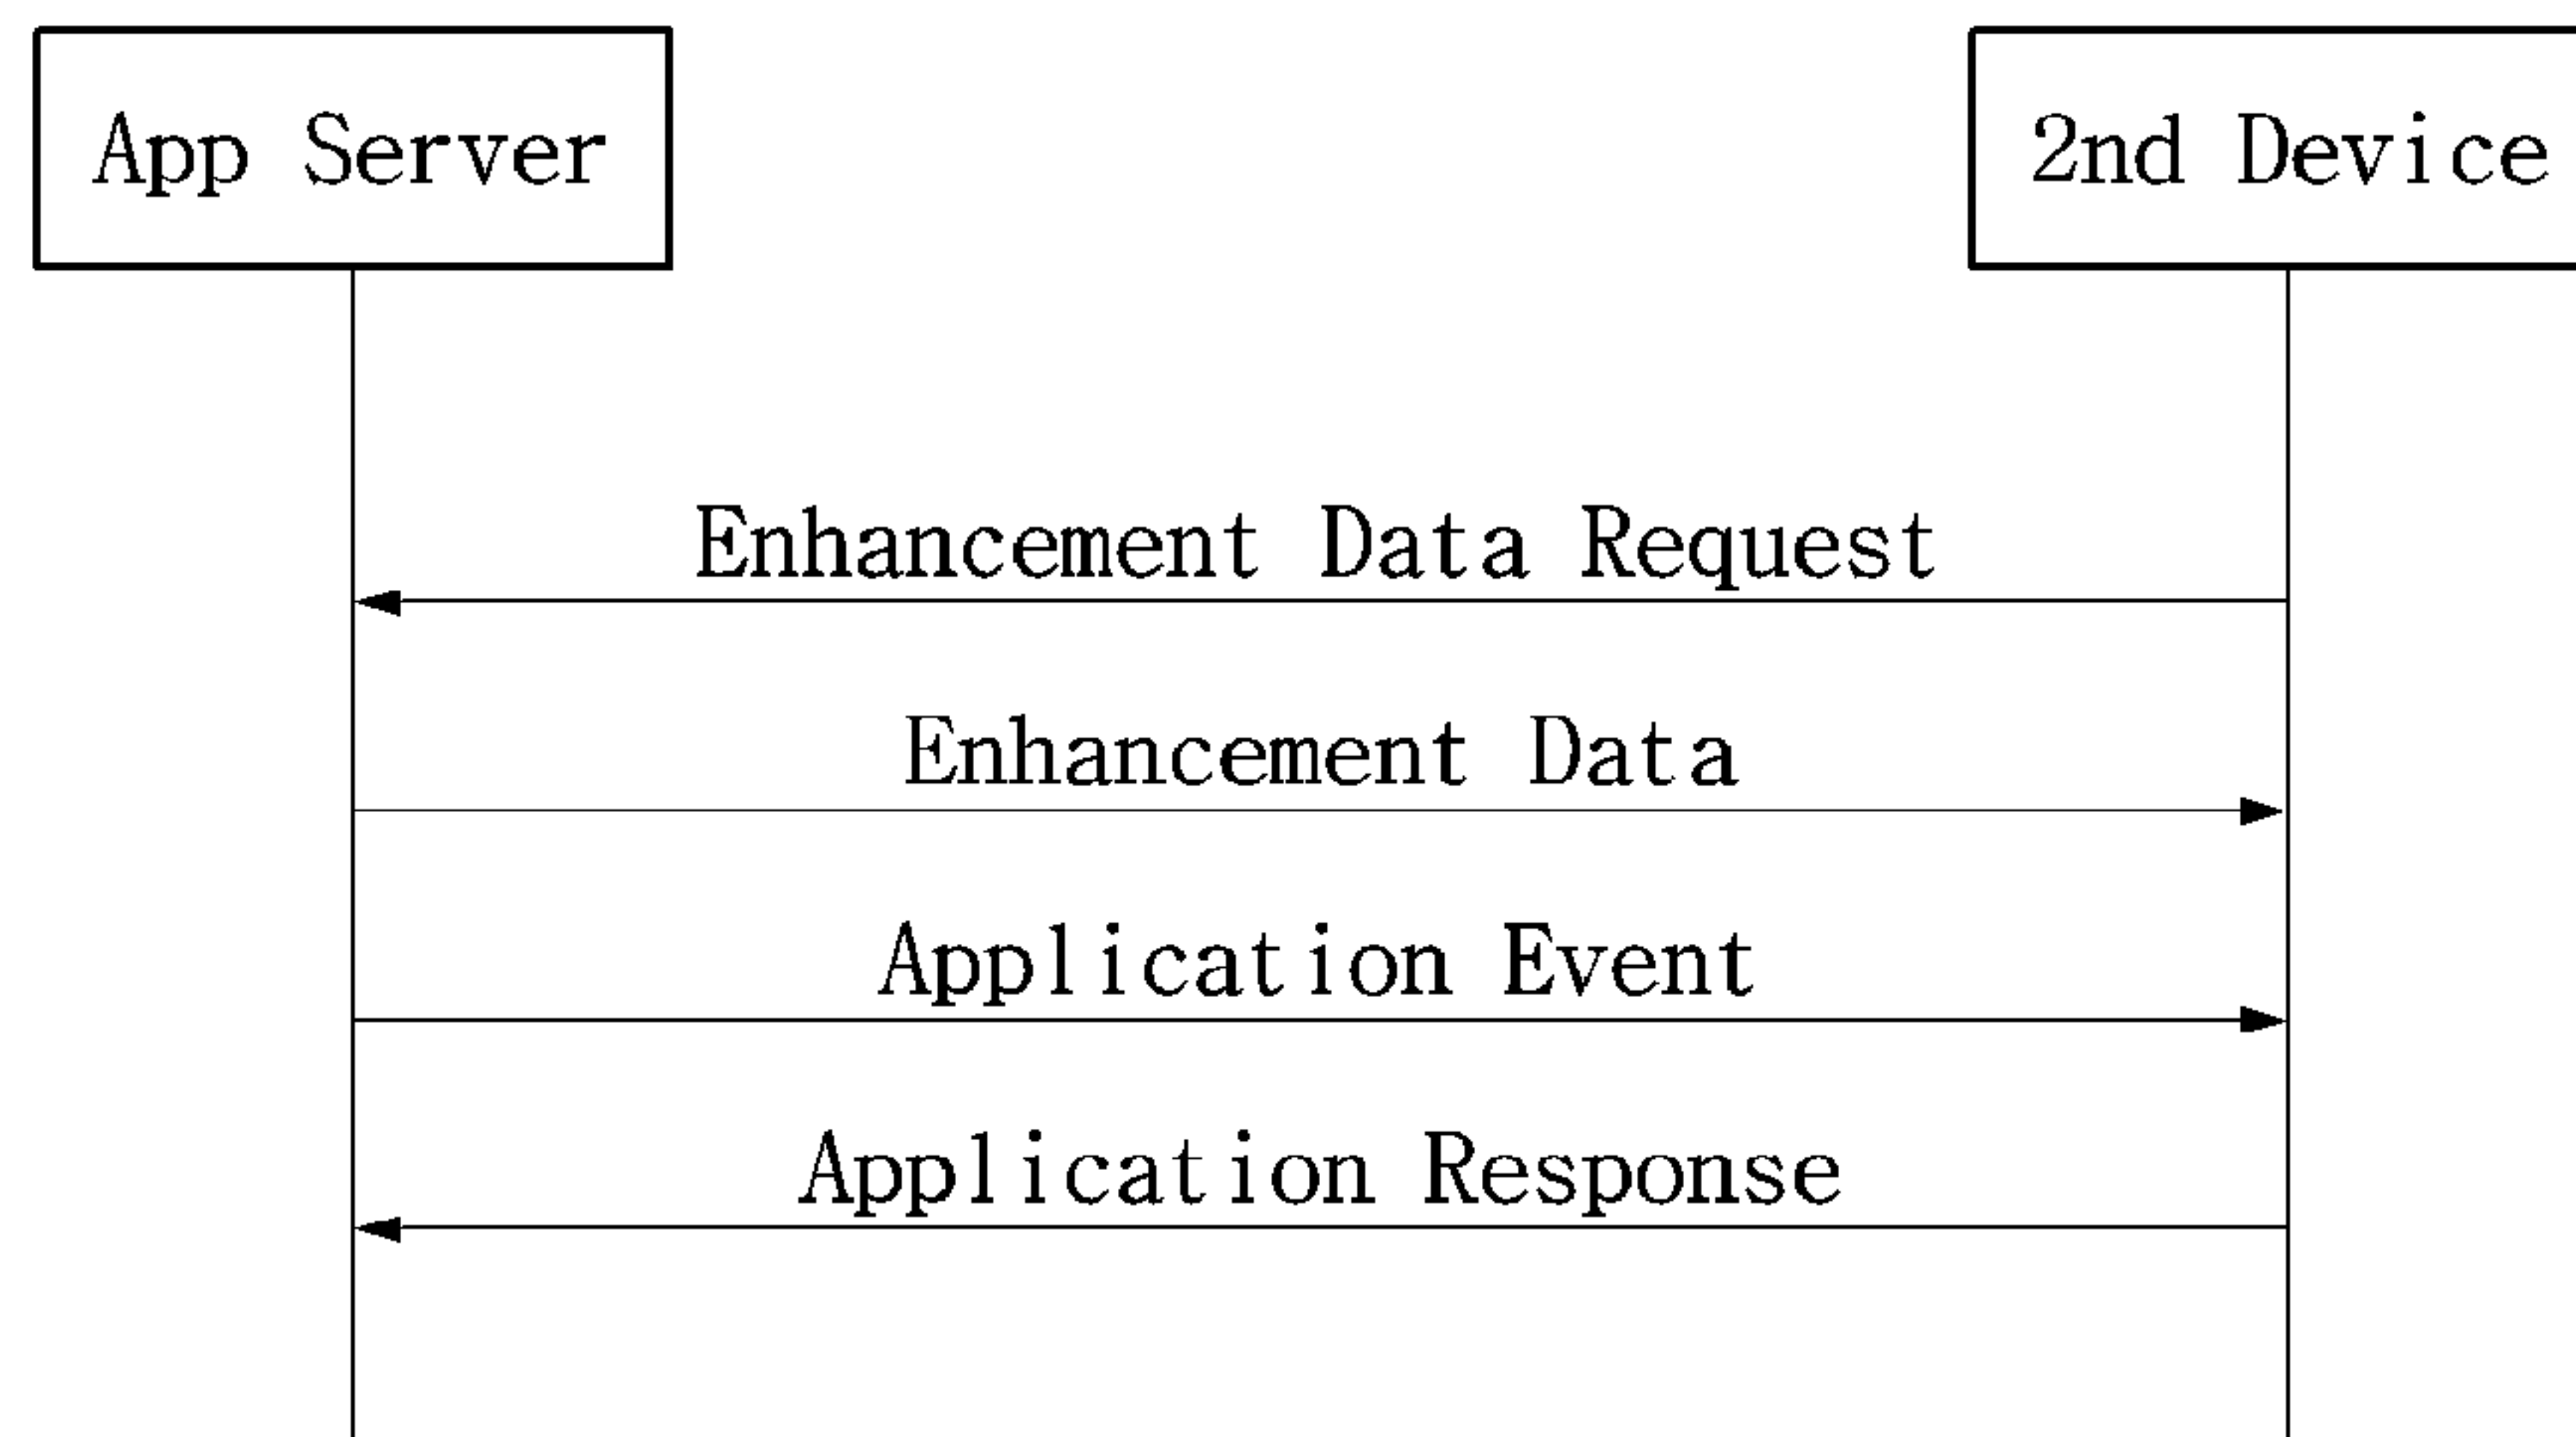 App Server
2nd Device
Enhancement Data Request
Enhancement Data
Application Event
Application Response